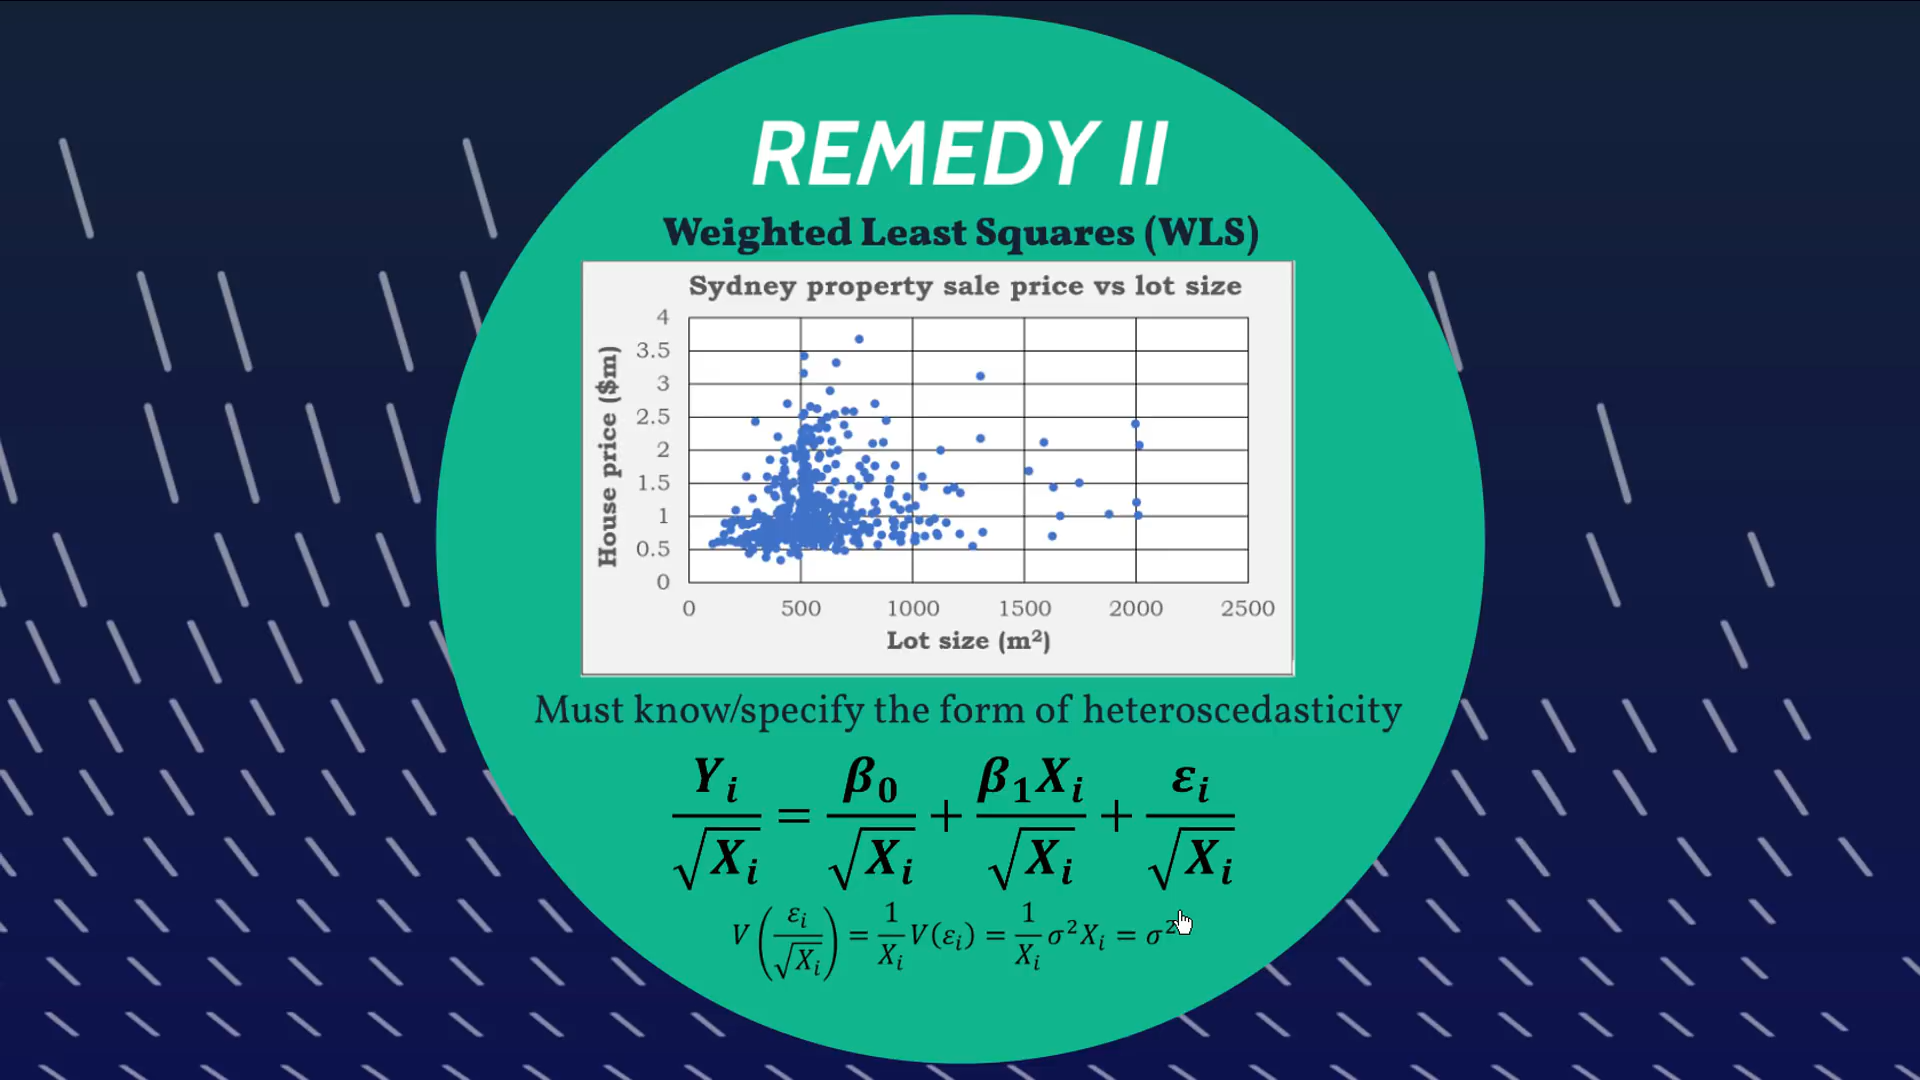 REMEDY II
Weighted Least Squares (WLS)
Sydney property sale price vs lot size
House price ($m)
4
3.5
3
2.5
2
1.5
1
0.5
0
0 500 1000 1500 2000 2500
Lot size (m²)
Must know/specify the form of heteroscedasticity
Yᵢ/√Xᵢ = β₀/√Xᵢ + β₁Xᵢ/√Xᵢ + εᵢ/√Xᵢ
V(εᵢ/√Xᵢ) = 1/Xᵢ V(εᵢ) = 1/Xᵢ σ²Xᵢ = σ²